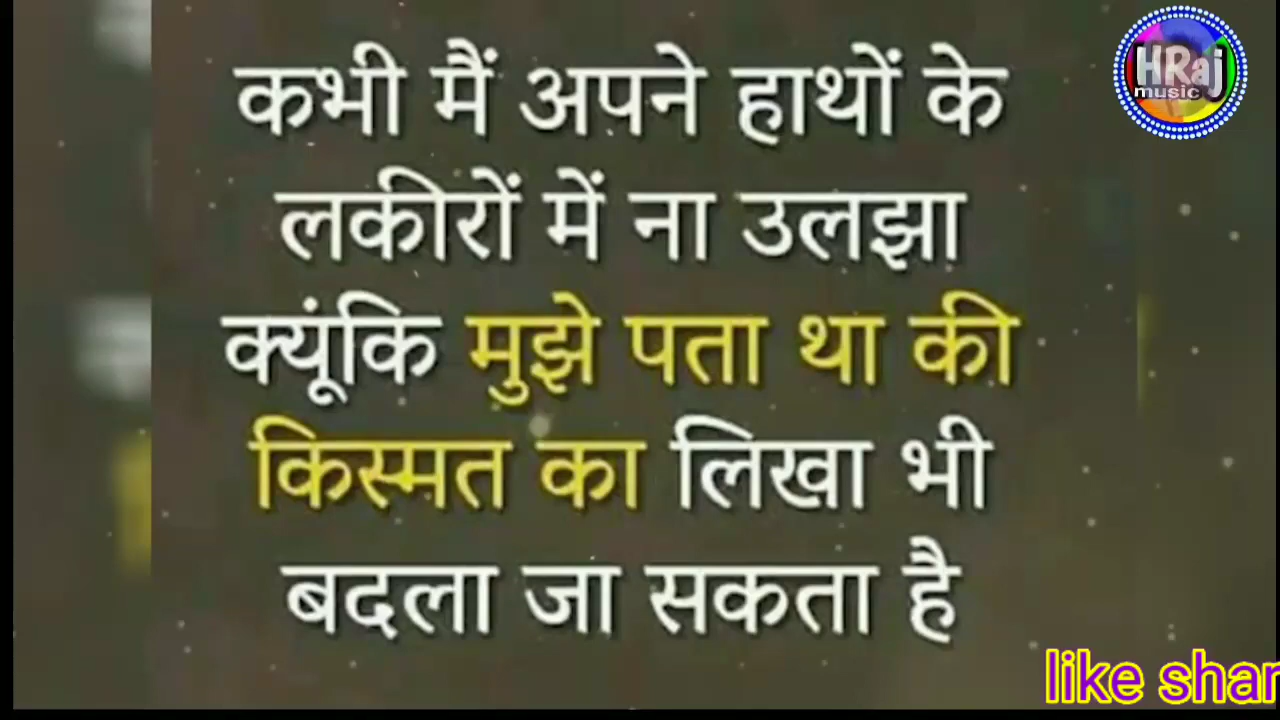 कभी मैं अपने हाथों के
लकीरों में ना उलझा
क्यूंकि मुझे पता था की
किस्मत का लिखा भी
बदला जा सकता है
HRaj
music
like shar